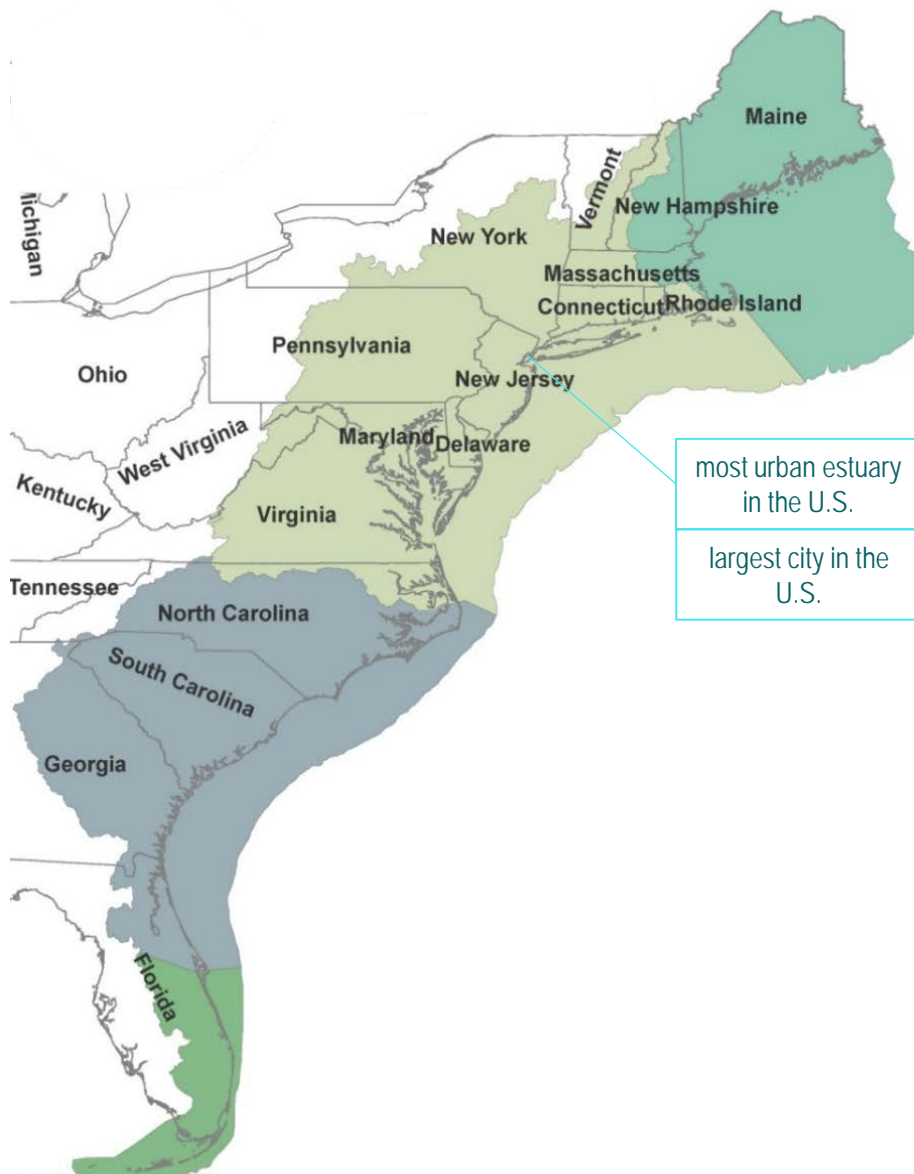 Maine
Vermont
New Hampshire
New York
Michigan
Massachusetts
Connecticut
Rhode Island
Pennsylvania
Ohio
New Jersey
West Virginia
Maryland
Delaware
Kentucky
Virginia
most urban estuary
in the U.S.
largest city in the
U.S.
Tennessee
North Carolina
South Carolina
Georgia
Florida